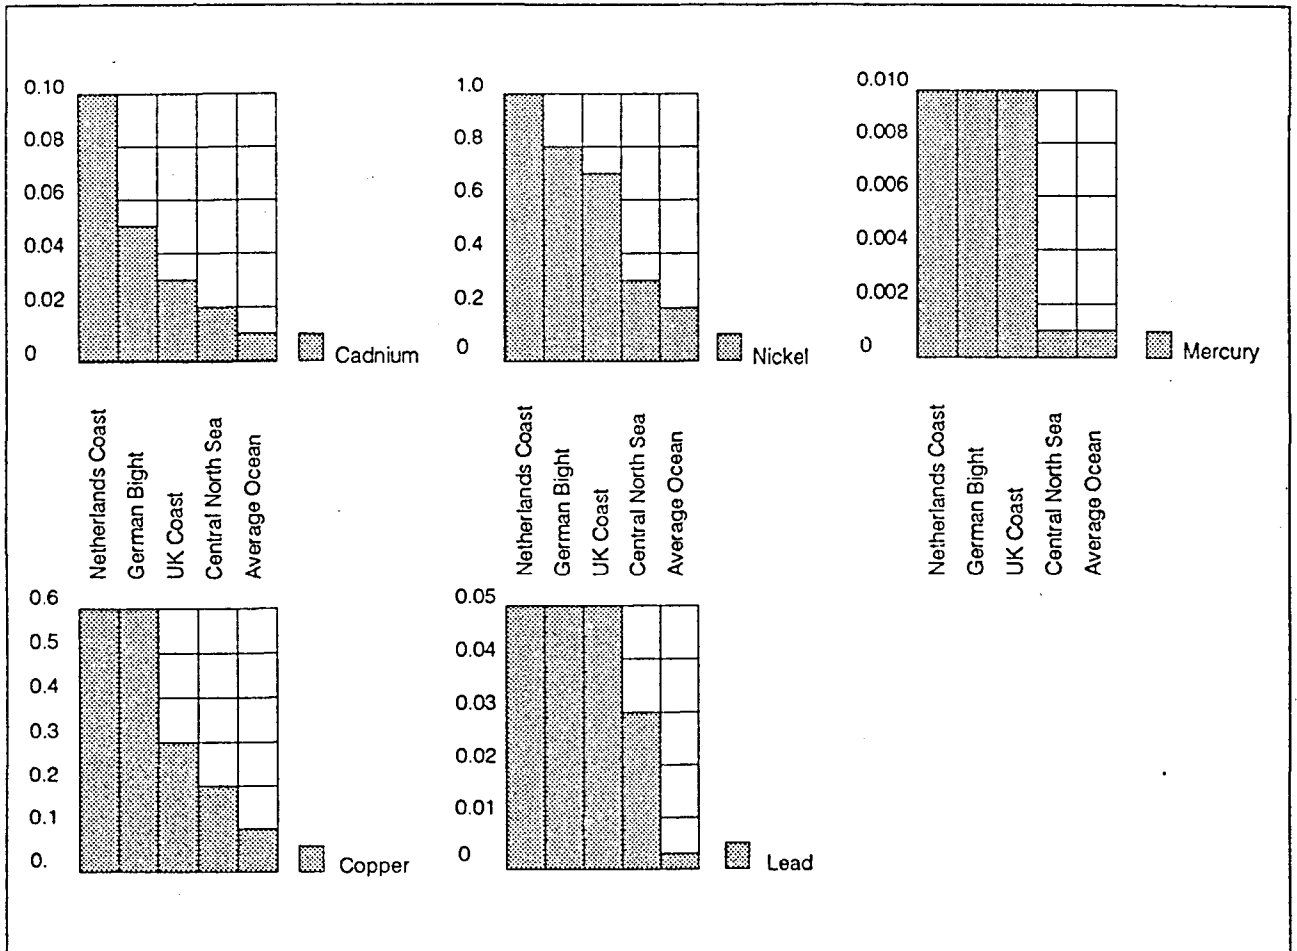 0.10
0.08
0.06
0.04
0.02
0
Cadnium
1.0
0.8
0.6
0.4
0.2
0
Nickel
0.010
0.008
0.006
0.004
0.002
0
Mercury
Netherlands Coast
German Bight
UK Coast
Central North Sea
Average Ocean
Netherlands Coast
German Bight
UK Coast
Central North Sea
Average Ocean
Netherlands Coast
German Bight
UK Coast
Central North Sea
Average Ocean
0.6
0.5
0.4
0.3
0.2
0.1
0.
Copper
0.05
0.04
0.03
0.02
0.01
0
Lead